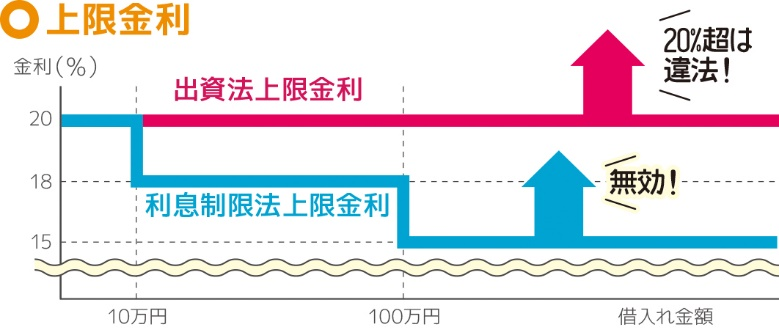 上限金利
金利(%)
20%超は
違法!
出資法上限金利
20
18
無効!
利息制限法上限金利
15
10万円
100万円
借入れ金額